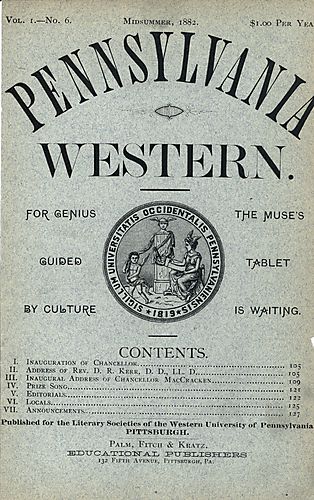 Vol. 1.—No. 6. Midsummer, 1882. $1.00 Per Yea
PENNSYLVANIA
WESTERN.
FOR GENIUS THE MUSE'S
GUIDED TABLET
BY CULTURE IS WAITING.
SIGILLUM UNIVERSITATIS OCCIDENTALIS PENNSYLVANIENSIS
★1819★
CONTENTS.
I. Inauguration of Chancellor 105
II. Address of Rev. D. R. Kerr, D. D., LL. D. 105
III. Inaugural Address of Chancellor MacCracken 109
IV. Prize Song 121
V. Editorials 122
VI. Locals 125
VII. Announcements 127
Published for the Literary Societies of the Western University of Pennsylvania
PITTSBURGH.
Palm, Fitch & Kratz,
EDUCATIONAL PUBLISHERS
132 Fifth Avenue, Pittsburgh, Pa.